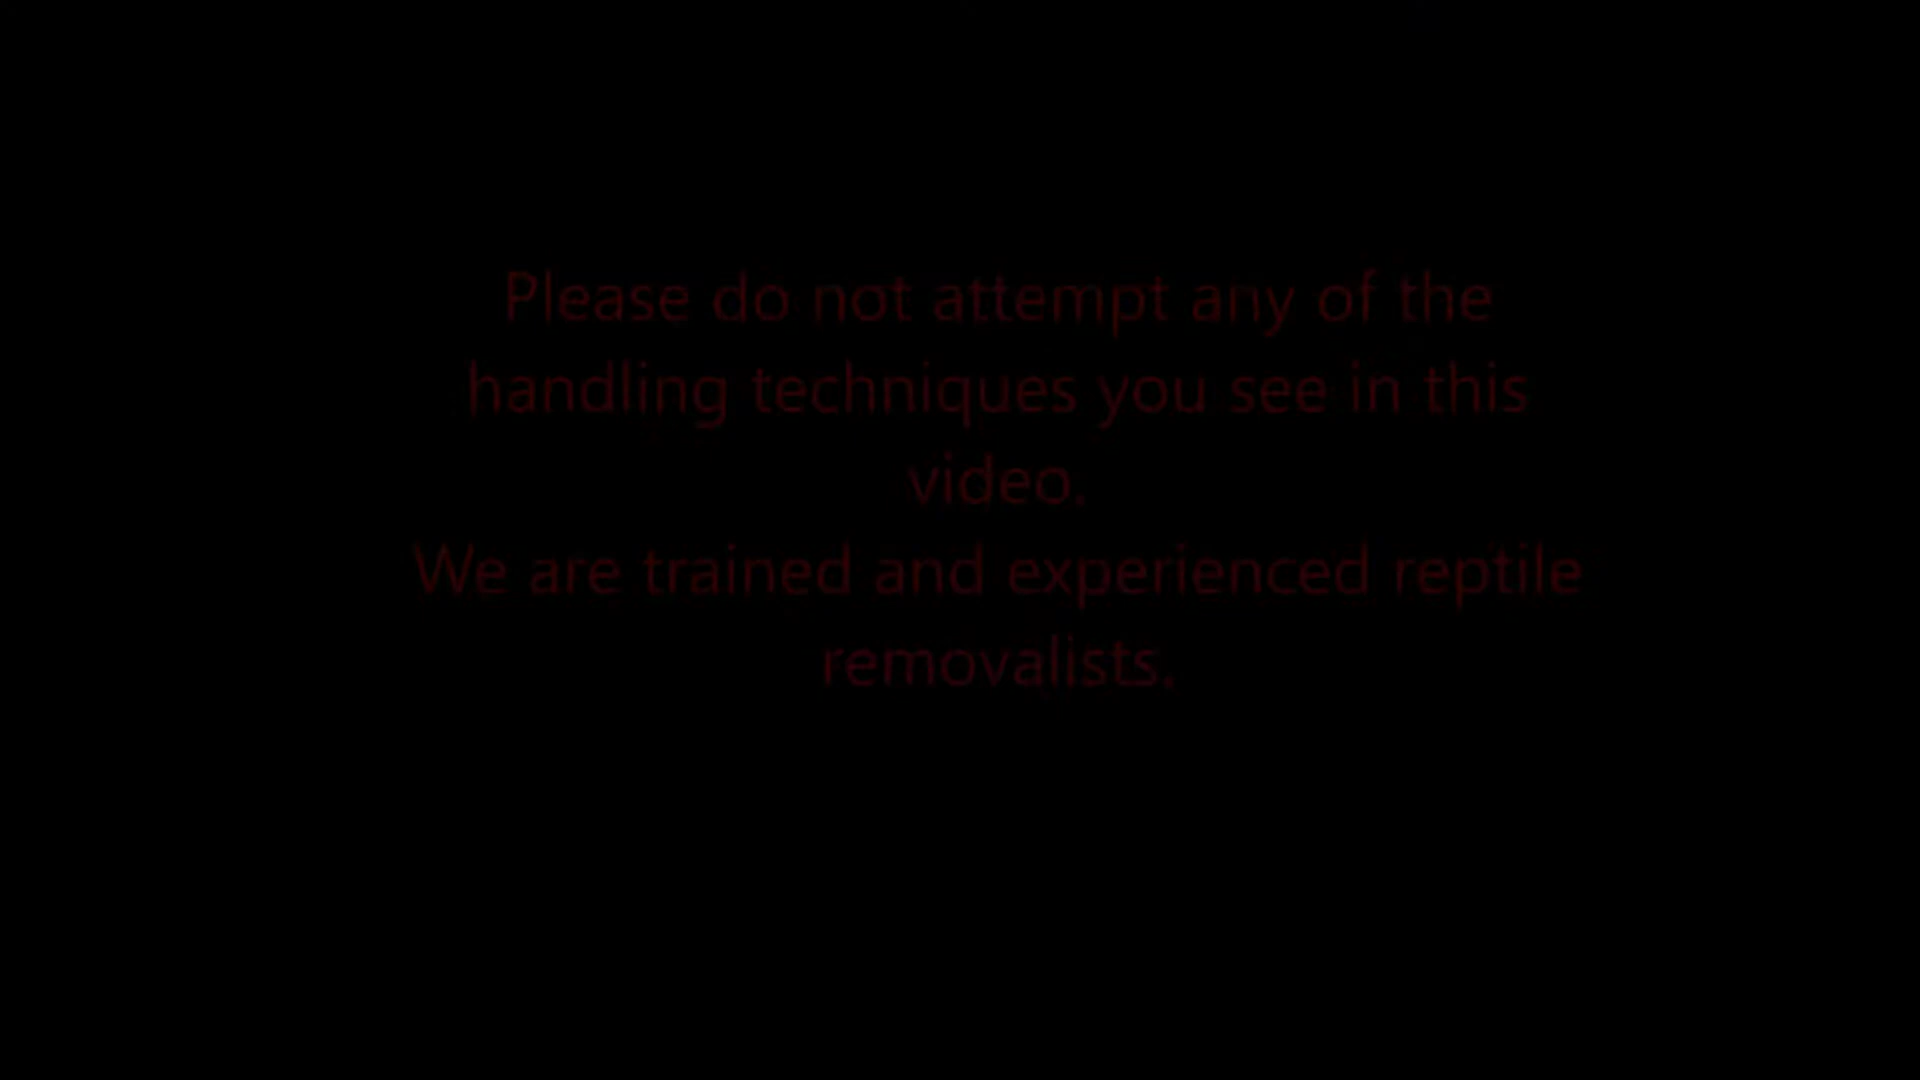 Please do not attempt any of the
handling techniques you see in this
video.
We are trained and experienced reptile
removalists.